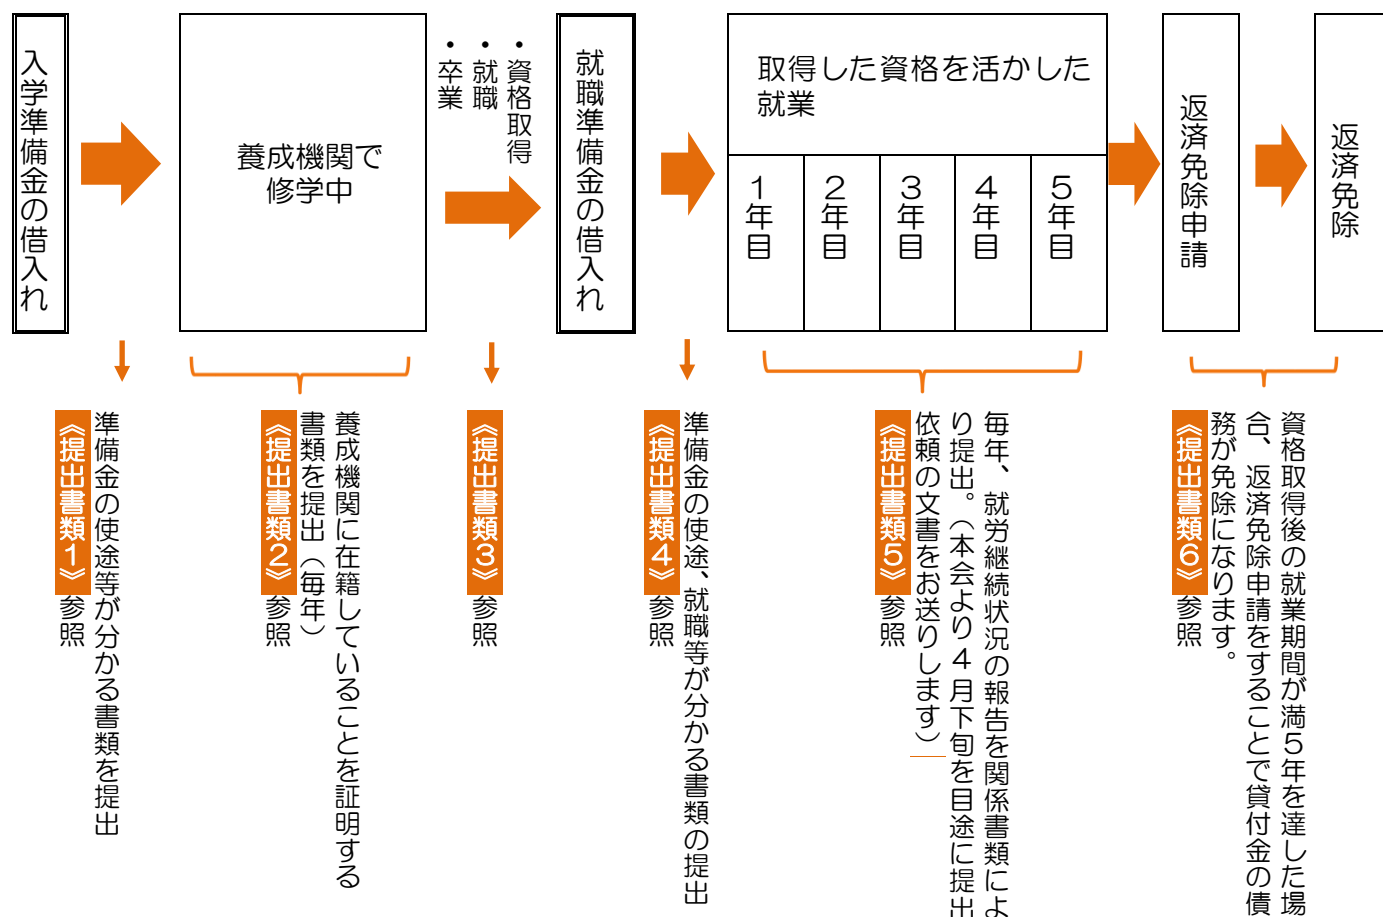 入学準備金の借入れ
養成機関で
修学中
・資格取得
・就職
・卒業
就職準備金の借入れ
取得した資格を活かした
就業
1年目
2年目
3年目
4年目
5年目
返済免除申請
返済免除
準備金の使途等が分かる書類を提出
《提出書類1》参照
養成機関に在籍していることを証明する
書類を提出（毎年）
《提出書類2》参照
《提出書類3》参照
準備金の使途、就職等が分かる書類の提出
《提出書類4》参照
毎年、就労継続状況の報告を関係書類によ
り提出。（本会より4月下旬を目途に提出
依頼の文書をお送りします）
《提出書類5》参照
資格取得後の就業期間が満5年を達した場
合、返済免除申請をすることで貸付金の債
務が免除になります。
《提出書類6》参照